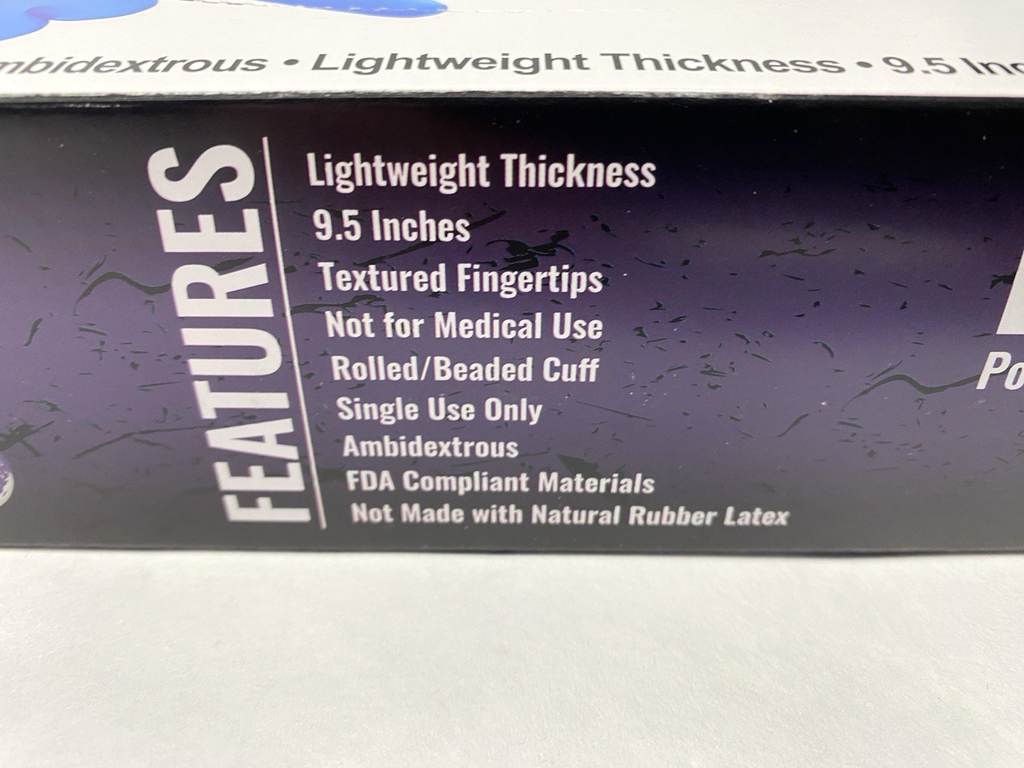 mbidextrous • Lightweight Thickness • 9.5 Inc
FEATURES
Lightweight Thickness
9.5 Inches
Textured Fingertips
Not for Medical Use
Rolled/Beaded Cuff
Single Use Only
Ambidextrous
FDA Compliant Materials
Not Made with Natural Rubber Latex
Po